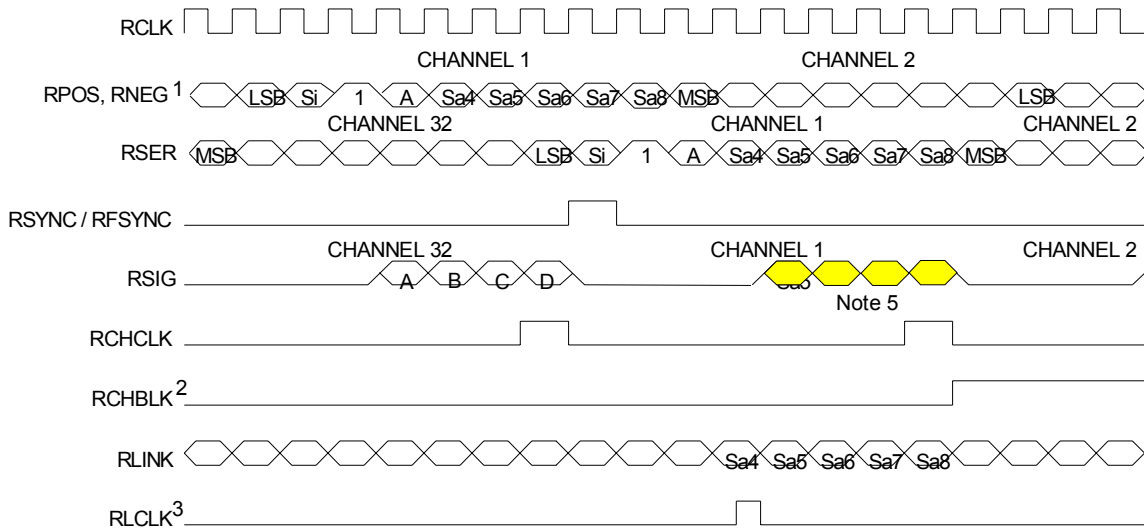 RCLK
CHANNEL 1 CHANNEL 2
RPOS, RNEG 1 LSB Si 1 A Sa4 Sa5 Sa6 Sa7 Sa8 MSB LSB
CHANNEL 32 CHANNEL 1 CHANNEL 2
RSER MSB LSB Si 1 A Sa4 Sa5 Sa6 Sa7 Sa8 MSB
RSYNC / RFSYNC
CHANNEL 32 CHANNEL 1 CHANNEL 2
RSIG A B C D
Note 5
RCHCLK
RCHBLK 2
RLINK Sa4 Sa5 Sa6 Sa7 Sa8
RLCLK 3